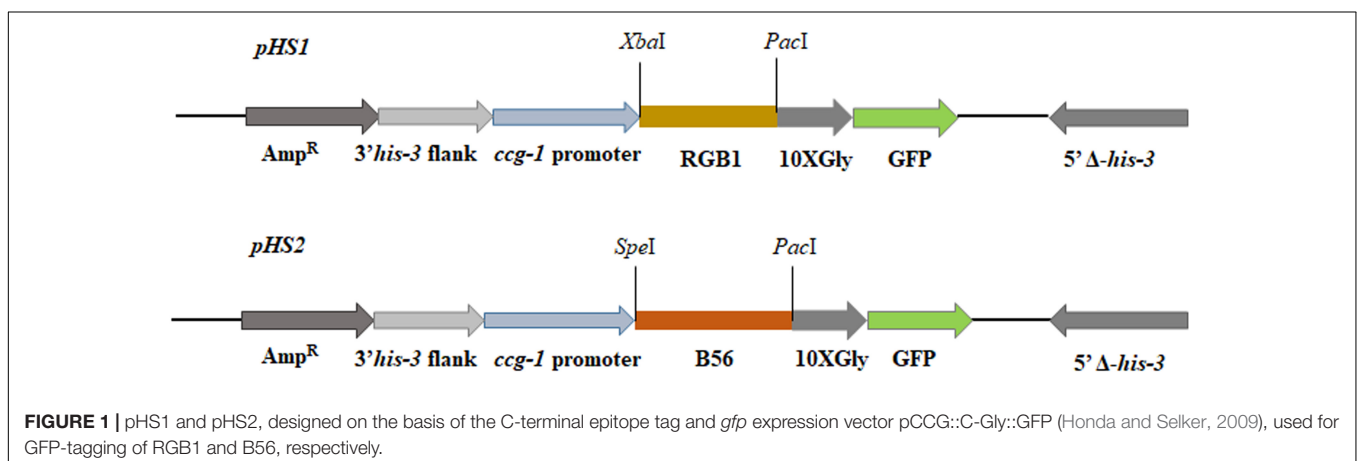 pHS1
XbaI
PacI
AmpR
3'his-3 flank
ccg-1 promoter
RGB1
10XGly
GFP
5' Δ-his-3
pHS2
SpeI
PacI
AmpR
3'his-3 flank
ccg-1 promoter
B56
10XGly
GFP
5' Δ-his-3
FIGURE 1 | pHS1 and pHS2, designed on the basis of the C-terminal epitope tag and gfp expression vector pCCG::C-Gly::GFP (Honda and Selker, 2009), used for
GFP-tagging of RGB1 and B56, respectively.